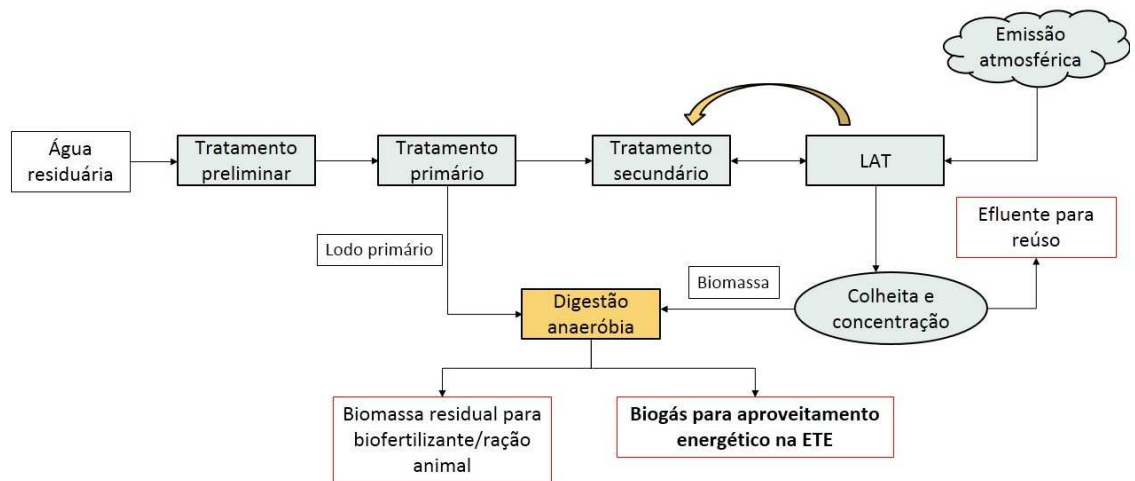 Emissão
atmosférica
Água
residuária
Tratamento
preliminar
Tratamento
primário
Tratamento
secundário
LAT
Efluente para
reúso
Lodo primário
Biomassa
Colheita e
concentração
Digestão
anaeróbia
Biomassa residual para
biofertilizante/ração
animal
Biogás para aproveitamento
energético na ETE